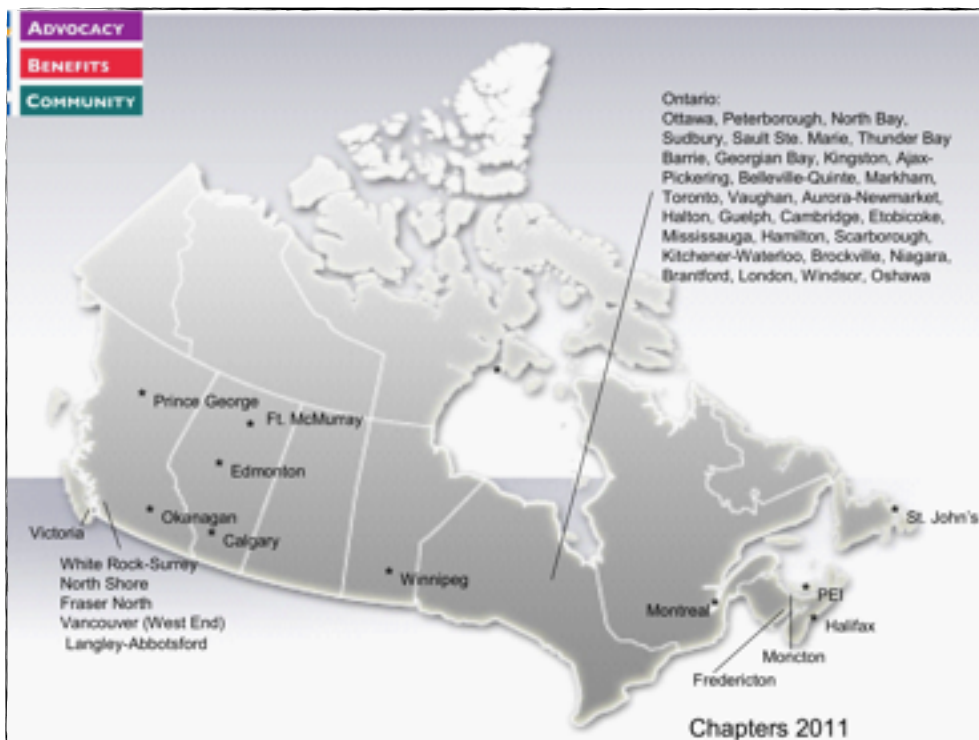 ADVOCACY
BENEFITS
COMMUNITY
Ontario:
Ottawa, Peterborough, North Bay,
Sudbury, Sault Ste. Marie, Thunder Bay
Barrie, Georgian Bay, Kingston, Ajax-
Pickering, Belleville-Quinte, Markham,
Toronto, Vaughan, Aurora-Newmarket,
Halton, Guelph, Cambridge, Etobicoke,
Mississauga, Hamilton, Scarborough,
Kitchener-Waterloo, Brockville, Niagara,
Brantford, London, Windsor, Oshawa
Prince George
Ft. McMurray
Edmonton
Okanagan
Calgary
Victoria
White Rock-Surrey
North Shore
Fraser North
Vancouver (West End)
Langley-Abbotsford
Winnipeg
Montreal
St. John's
PEI
Halifax
Moncton
Fredericton
Chapters 2011